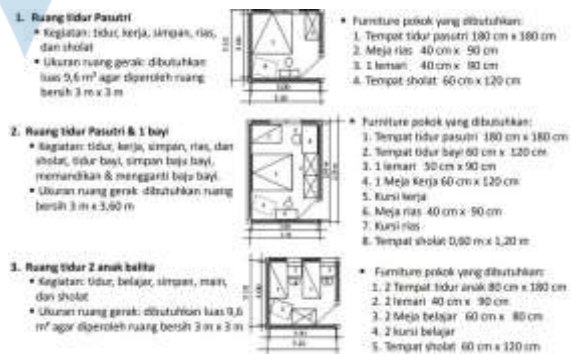 1. Ruang tidur Pasutri
• Kegiatan: tidur, kerja, simpan, rias,
dan sholat
• Ukuran ruang gerak: dibutuhkan
luas 9,6 m² agar diperoleh ruang
bersih 3 m x 3 m
• Furniture pokok yang dibutuhkan:
1. Tempat tidur pasutri 180 cm x 180 cm
2. Meja rias 40 cm x 90 cm
3. 1 lemari 40 cm x 90 cm
4. Tempat sholat 60 cm x 120 cm
2. Ruang tidur Pasutri & 1 bayi
• Kegiatan: tidur, kerja, simpan, rias, dan
sholat, tidur bayi, simpan baju bayi,
memandikan & mengganti baju bayi.
• Ukuran ruang gerak: dibutuhkan ruang
bersih 3 m x 3,60 m
• Furniture pokok yang dibutuhkan:
1. Tempat tidur pasutri 180 cm x 180 cm
2. Tempat tidur bayi 60 cm x 120 cm
3. 1 lemari 50 cm x 90 cm
4. 1 Meja Kerja 60 cm x 120 cm
5. Kursi kerja
6. Meja rias 40 cm x 90 cm
7. Kursi rias
8. Tempat sholat 0,60 m x 1,20 m
3. Ruang tidur 2 anak balita
• Kegiatan: tidur, belajar, simpan, main,
dan sholat
• Ukuran ruang gerak: dibutuhkan luas 9,6
m² agar diperoleh ruang bersih 3 m x 3 m
• Furniture pokok yang dibutuhkan:
1. 2 Tempat tidur anak 80 cm x 180 cm
2. 2 lemari 40 cm x 90 cm
3. 2 Meja belajar 60 cm x 80 cm
4. 2 kursi belajar
5. Tempat sholat 60 cm x 120 cm